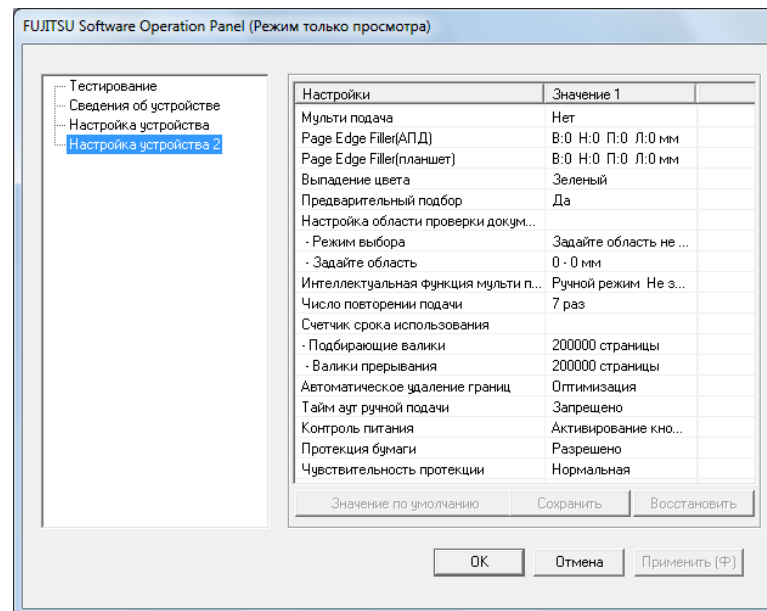 FUJITSU Software Operation Panel (Режим только просмотра)
Тестирование
Сведения об устройстве
Настройка устройства
Настройка устройства 2
Настройки Значение 1
Мульти подача Нет
Page Edge Filler(АПД) В:0 Н:0 П:0 Л:0 мм
Page Edge Filler(планшет) В:0 Н:0 П:0 Л:0 мм
Выпадение цвета Зеленый
Предварительный подбор Да
Настройка области проверки докум...
- Режим выбора Задайте область не ...
- Задайте область 0 - 0 мм
Интеллектуальная функция мульти п... Ручной режим Не з...
Число повторении подачи 7 раз
Счетчик срока использования
- Подбирающие валики 200000 страницы
- Валики прерывания 200000 страницы
Автоматическое удаление границ Оптимизация
Тайм аут ручной подачи Запрещено
Контроль питания Активирование кно...
Протекция бумаги Разрешено
Чувствительность протекции Нормальная
Значение по умолчанию Сохранить Восстановить
OK Отмена Применить (Ф)